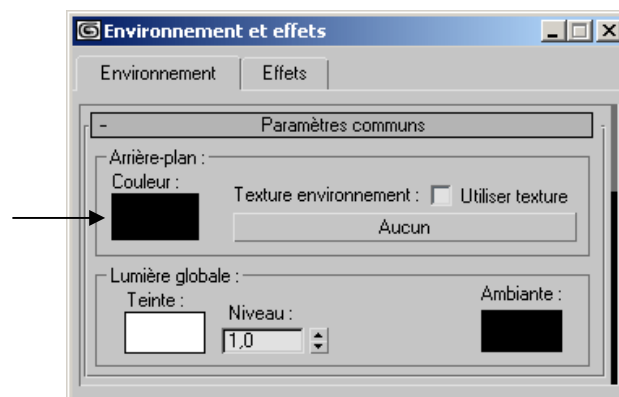 Environnement et effets
Environnement Effets
- Paramètres communs
Arrière-plan :
Couleur :
Texture environnement : Utiliser texture
Aucun
Lumière globale :
Teinte :
Niveau :
Ambiante :
1,0